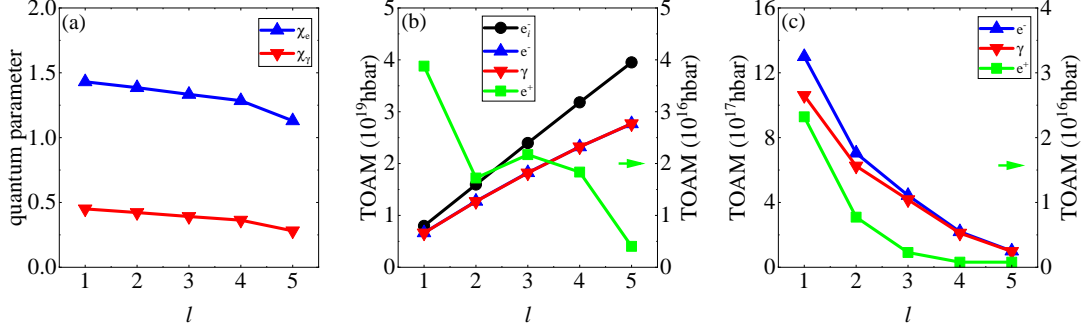 (a)
χe
χγ
quantum parameter
2.0
1.5
1.0
0.5
0.0
1 2 3 4 5
l
(b)
e⁻i
e⁻
γ
e⁺
TOAM (10¹⁹hbar)
5
4
3
2
1
0
1 2 3 4 5
l
5
4
3
2
1
0
TOAM (10¹⁶hbar)
(c)
e⁻
γ
e⁺
TOAM (10¹⁷hbar)
16
12
8
4
0
1 2 3 4 5
l
4
3
2
1
0
TOAM (10¹⁶hbar)